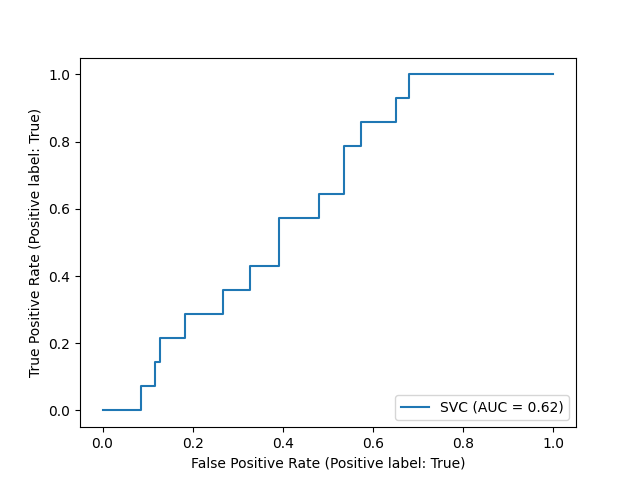 1.0
0.8
0.6
0.4
0.2
0.0
True Positive Rate (Positive label: True)
0.0 0.2 0.4 0.6 0.8 1.0
False Positive Rate (Positive label: True)
SVC (AUC = 0.62)